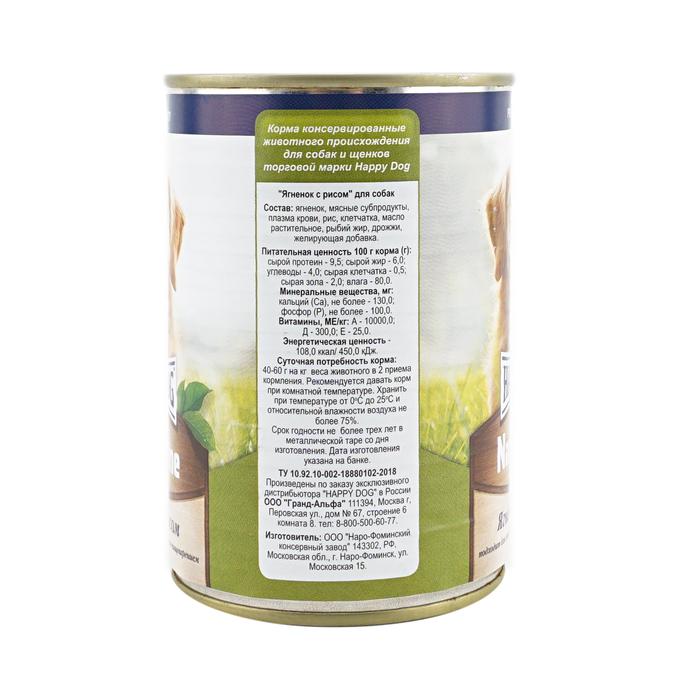 Корма консервированные
животного происхождения
для собак и щенков
торговой марки Happy Dog
"Ягненок с рисом" для собак
Состав: ягненок, мясные субпродукты,
плазма крови, рис, клетчатка, масло
растительное, рыбий жир, дрожжи,
желирующая добавка.
Питательная ценность 100 г корма (г):
сырой протеин - 9,5; сырой жир - 6,0;
углеводы - 4,0; сырая клетчатка - 0,5;
сырая зола - 2,0; влага - 80,0.
Минеральные вещества, мг:
кальций (Са), не более - 130,0;
фосфор (Р), не более - 100,0.
Витамины, МЕ/кг: А - 10000,0;
Д - 300,0; Е - 25,0.
Энергетическая ценность -
108,0 ккал/ 450,0 кДж.
Суточная потребность корма:
40-60 г на кг веса животного в 2 приема
кормления. Рекомендуется давать корм
при комнатной температуре. Хранить
при температуре от 0°С до 25°С и
относительной влажности воздуха не
более 75%.
Срок годности не более трех лет в
металлической таре со дня
изготовления. Дата изготовления
указана на банке.
ТУ 10.92.10-002-18880102-2018
Произведены по заказу эксклюзивного
дистрибьютора "HAPPY DOG" в России
ООО "Гранд-Альфа" 111394, Москва г,
Перовская ул., дом № 67, строение 6
комната 8. тел: 8-800-500-60-77.
Изготовитель: ООО "Наро-Фоминский
консервный завод" 143302, РФ,
Московская обл., г. Наро-Фоминск, ул.
Московская 15.